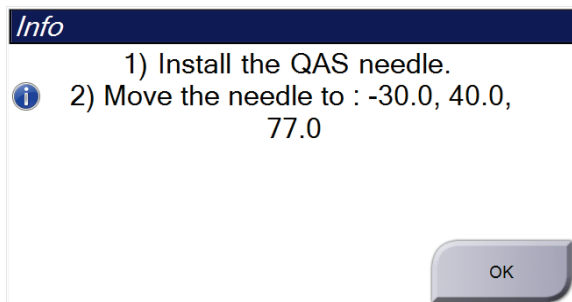 Info
1) Install the QAS needle.
2) Move the needle to : -30.0, 40.0,
77.0
OK